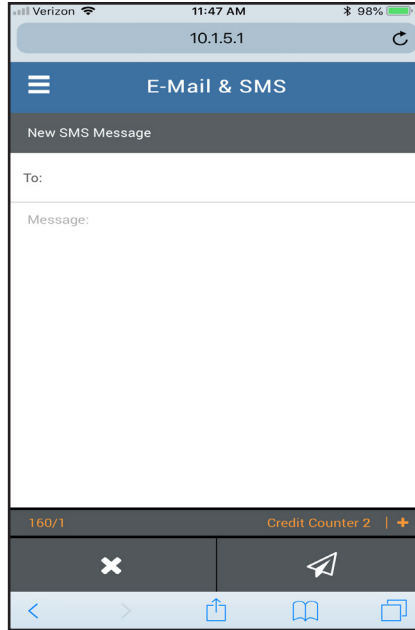 Verizon 11:47 AM 98%
10.1.5.1
E-Mail & SMS
New SMS Message
To:
Message:
160/1 Credit Counter 2 | +